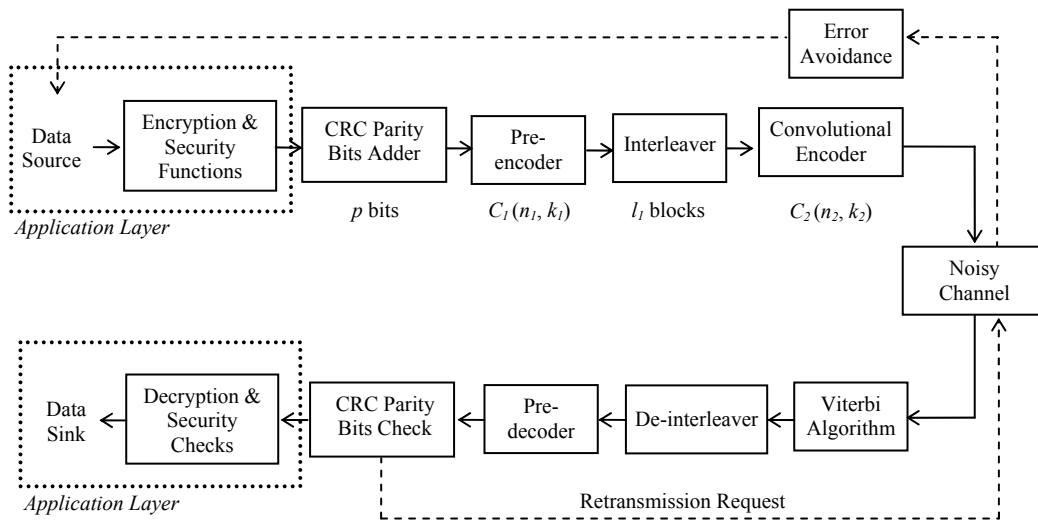 Error
Avoidance
Data
Source
Encryption &
Security
Functions
CRC Parity
Bits Adder
Pre-
encoder
Interleaver
Convolutional
Encoder
p bits
C1 (n1, k1)
l1 blocks
C2 (n2, k2)
Application Layer
Noisy
Channel
Data
Sink
Decryption &
Security
Checks
CRC Parity
Bits Check
Pre-
decoder
De-interleaver
Viterbi
Algorithm
Retransmission Request
Application Layer